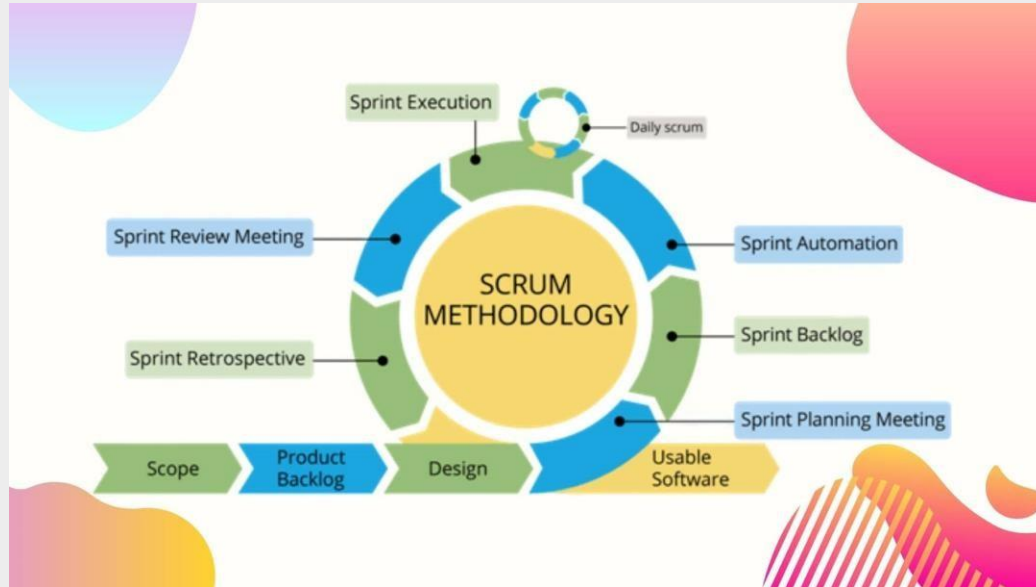 Sprint Execution
Daily scrum
Sprint Review Meeting
Sprint Automation
SCRUM
METHODOLOGY
Sprint Backlog
Sprint Retrospective
Sprint Planning Meeting
Scope
Product
Backlog
Design
Usable
Software